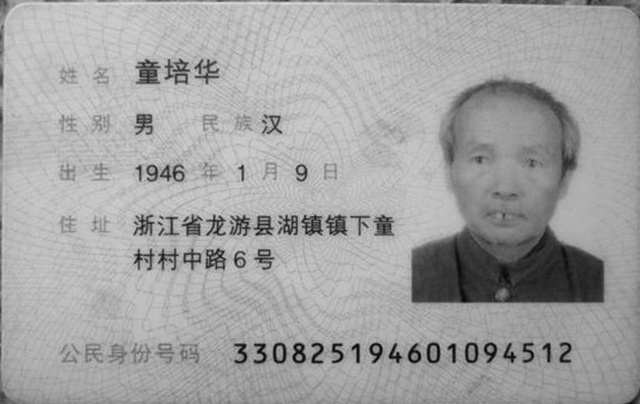 姓名 童培华
性别 男 民族 汉
出生 1946 年 1 月 9 日
住址 浙江省龙游县湖镇镇下童
村村中路6号
公民身份号码 330825194601094512